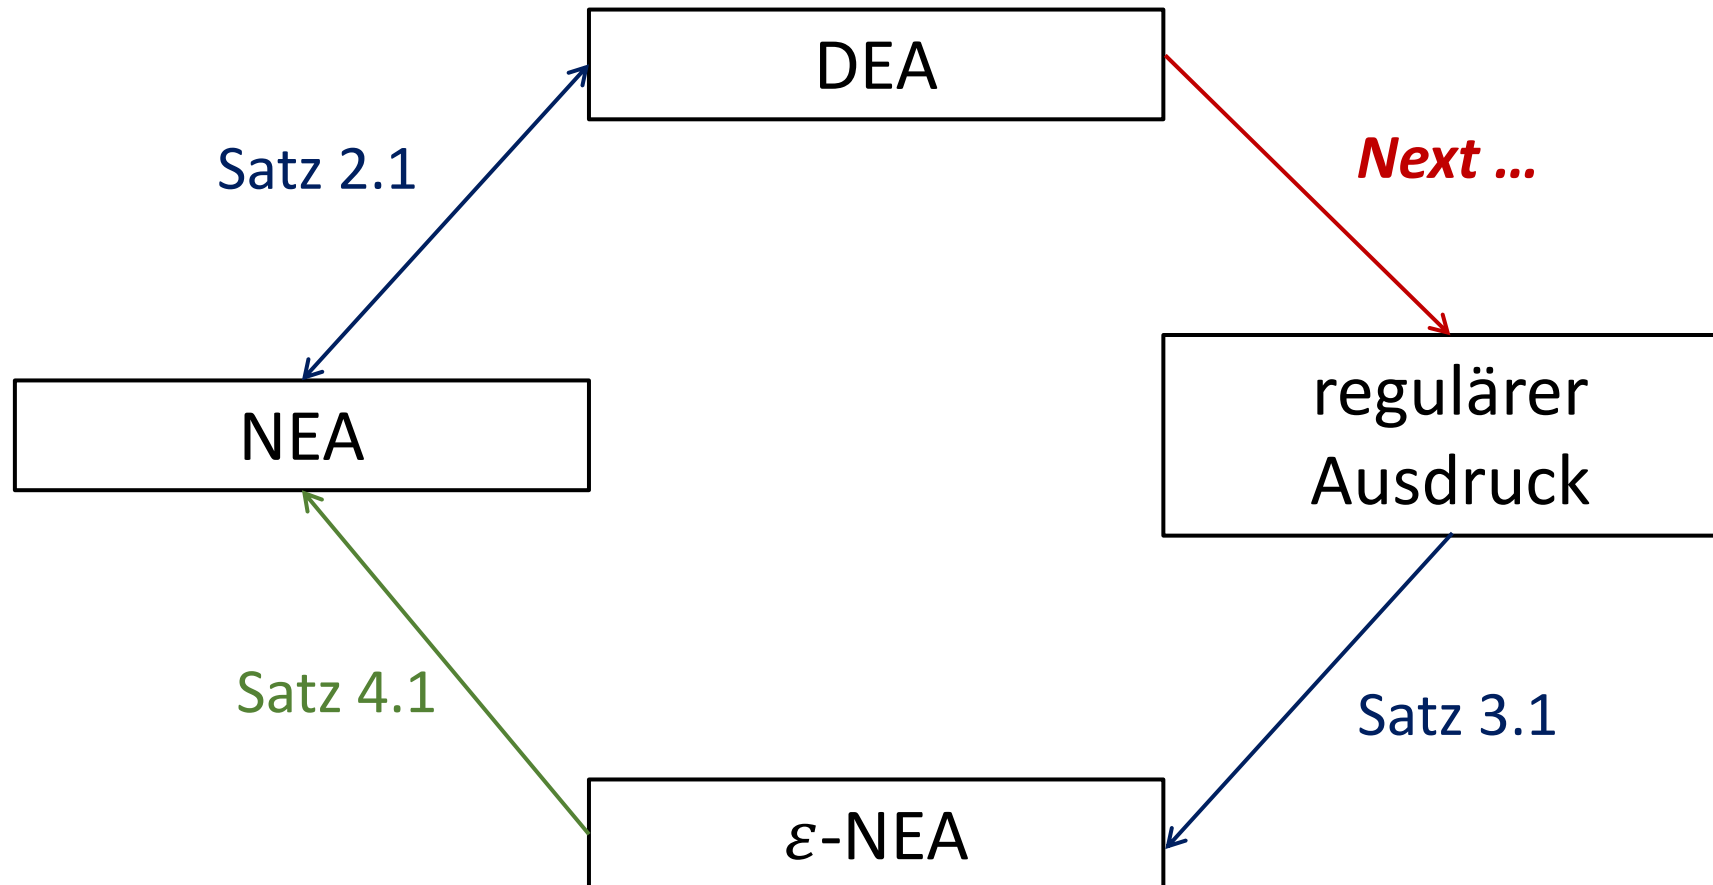 DEA
Satz 2.1
Next ...
NEA
regulärer
Ausdruck
Satz 4.1
Satz 3.1
ε-NEA